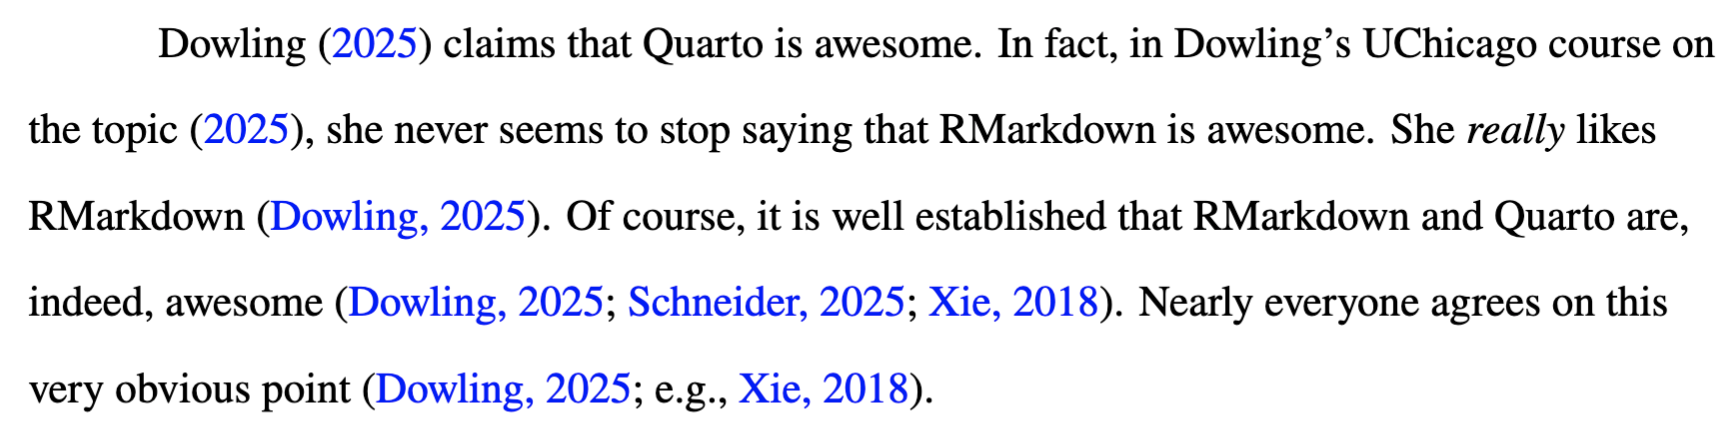 Dowling (2025) claims that Quarto is awesome. In fact, in Dowling’s UChicago course on
the topic (2025), she never seems to stop saying that RMarkdown is awesome. She really likes
RMarkdown (Dowling, 2025). Of course, it is well established that RMarkdown and Quarto are,
indeed, awesome (Dowling, 2025; Schneider, 2025; Xie, 2018). Nearly everyone agrees on this
very obvious point (Dowling, 2025; e.g., Xie, 2018).